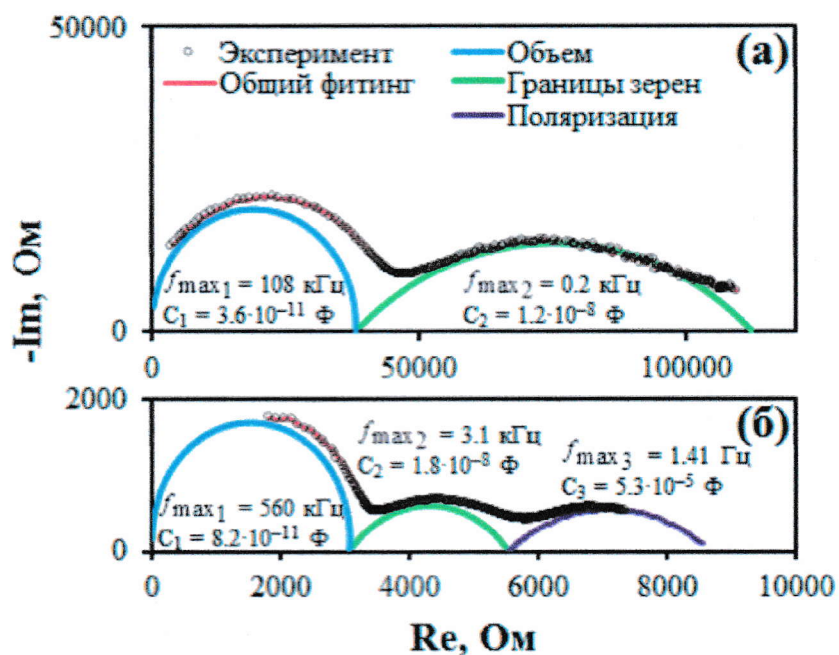 50000
Эксперимент
Объем
(а)
Общий фитинг
Границы зерен
Поляризация
fmax1 = 108 кГц
C1 = 3.6·10–11 Ф
fmax2 = 0.2 кГц
C2 = 1.2·10–8 Ф
0
0
50000
100000
-Im, Ом
2000
(б)
fmax2 = 3.1 кГц
C2 = 1.8·10–8 Ф
fmax3 = 1.41 Гц
C3 = 5.3·10–5 Ф
fmax1 = 560 кГц
C1 = 8.2·10–11 Ф
0
0
2000
4000
6000
8000
10000
Re, Ом